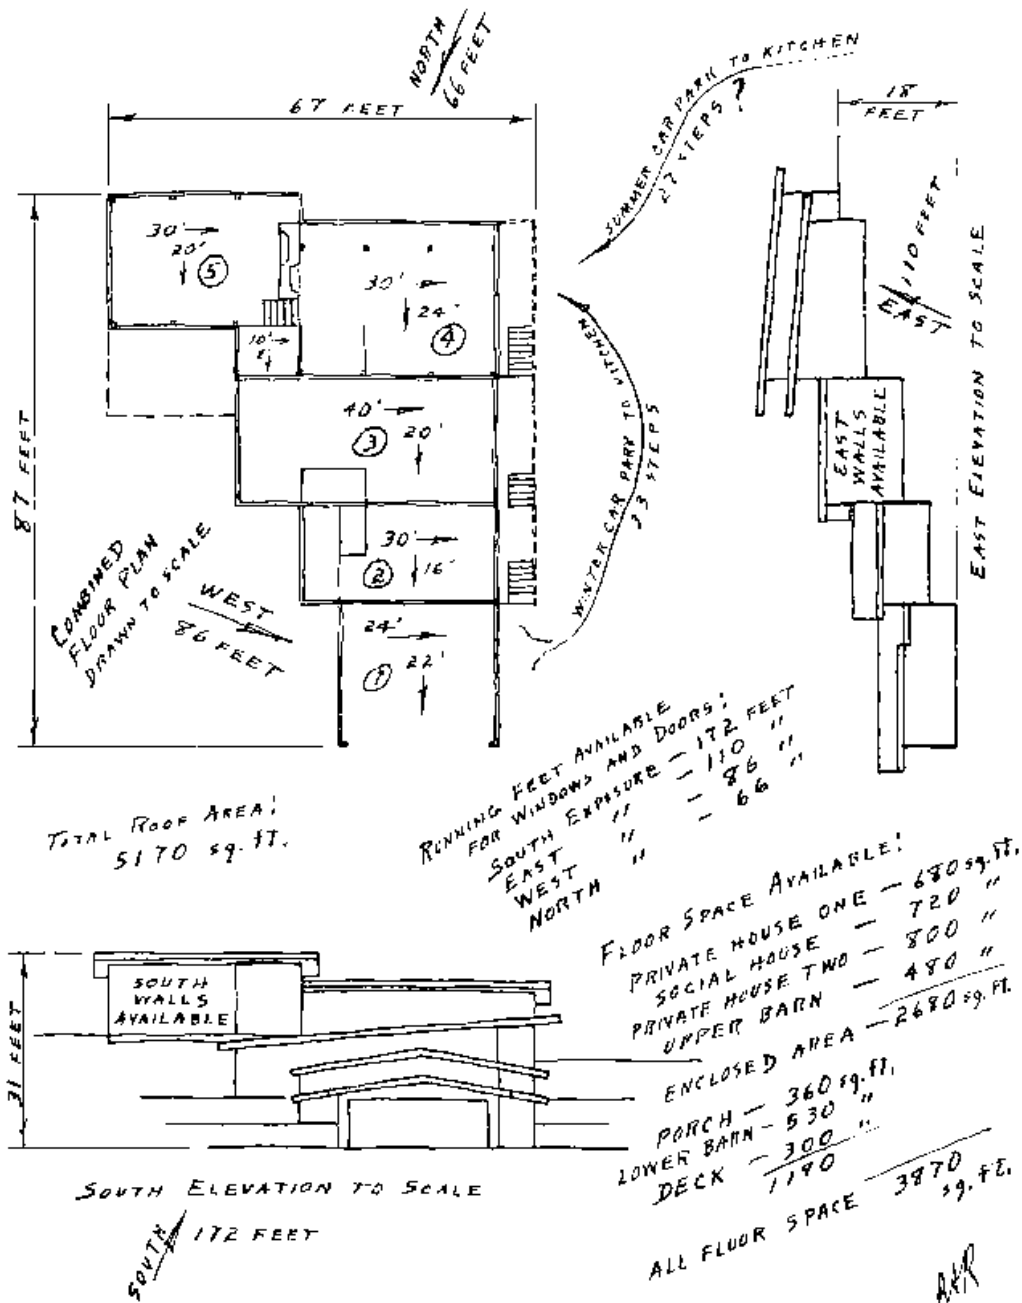 NORTH
66 FEET
67 FEET
SUMMER CAR PARK TO KITCHEN
27 STEPS ?
18
FEET
30'
20'
5
30'
24'
4
10'
8'
110 FEET
EAST
EAST ELEVATION TO SCALE
40'
20'
3
EAST
WALLS
AVAILABLE
87 FEET
WINTER CAR PARK TO KITCHEN
33 STEPS
30'
16'
2
COMBINED
FLOOR PLAN
DRAWN TO SCALE
WEST
86 FEET
24'
22'
1
TOTAL ROOF AREA:
5170 sq. ft.
RUNNING FEET AVAILABLE
FOR WINDOWS AND DOORS:
SOUTH EXPOSURE - 172 FEET
EAST " - 110 "
WEST " - 86 "
NORTH " - 66 "
FLOOR SPACE AVAILABLE:
PRIVATE HOUSE ONE - 680 sq. ft.
SOCIAL HOUSE - 720 "
PRIVATE HOUSE TWO - 800 "
UPPER BARN - 480 "
ENCLOSED AREA - 2680 sq. ft.
PORCH - 360 sq. ft.
LOWER BARN - 530 "
DECK - 300 "
1190
ALL FLOOR SPACE 3870
sq. ft.
31 FEET
SOUTH
WALLS
AVAILABLE
SOUTH ELEVATION TO SCALE
SOUTH
172 FEET